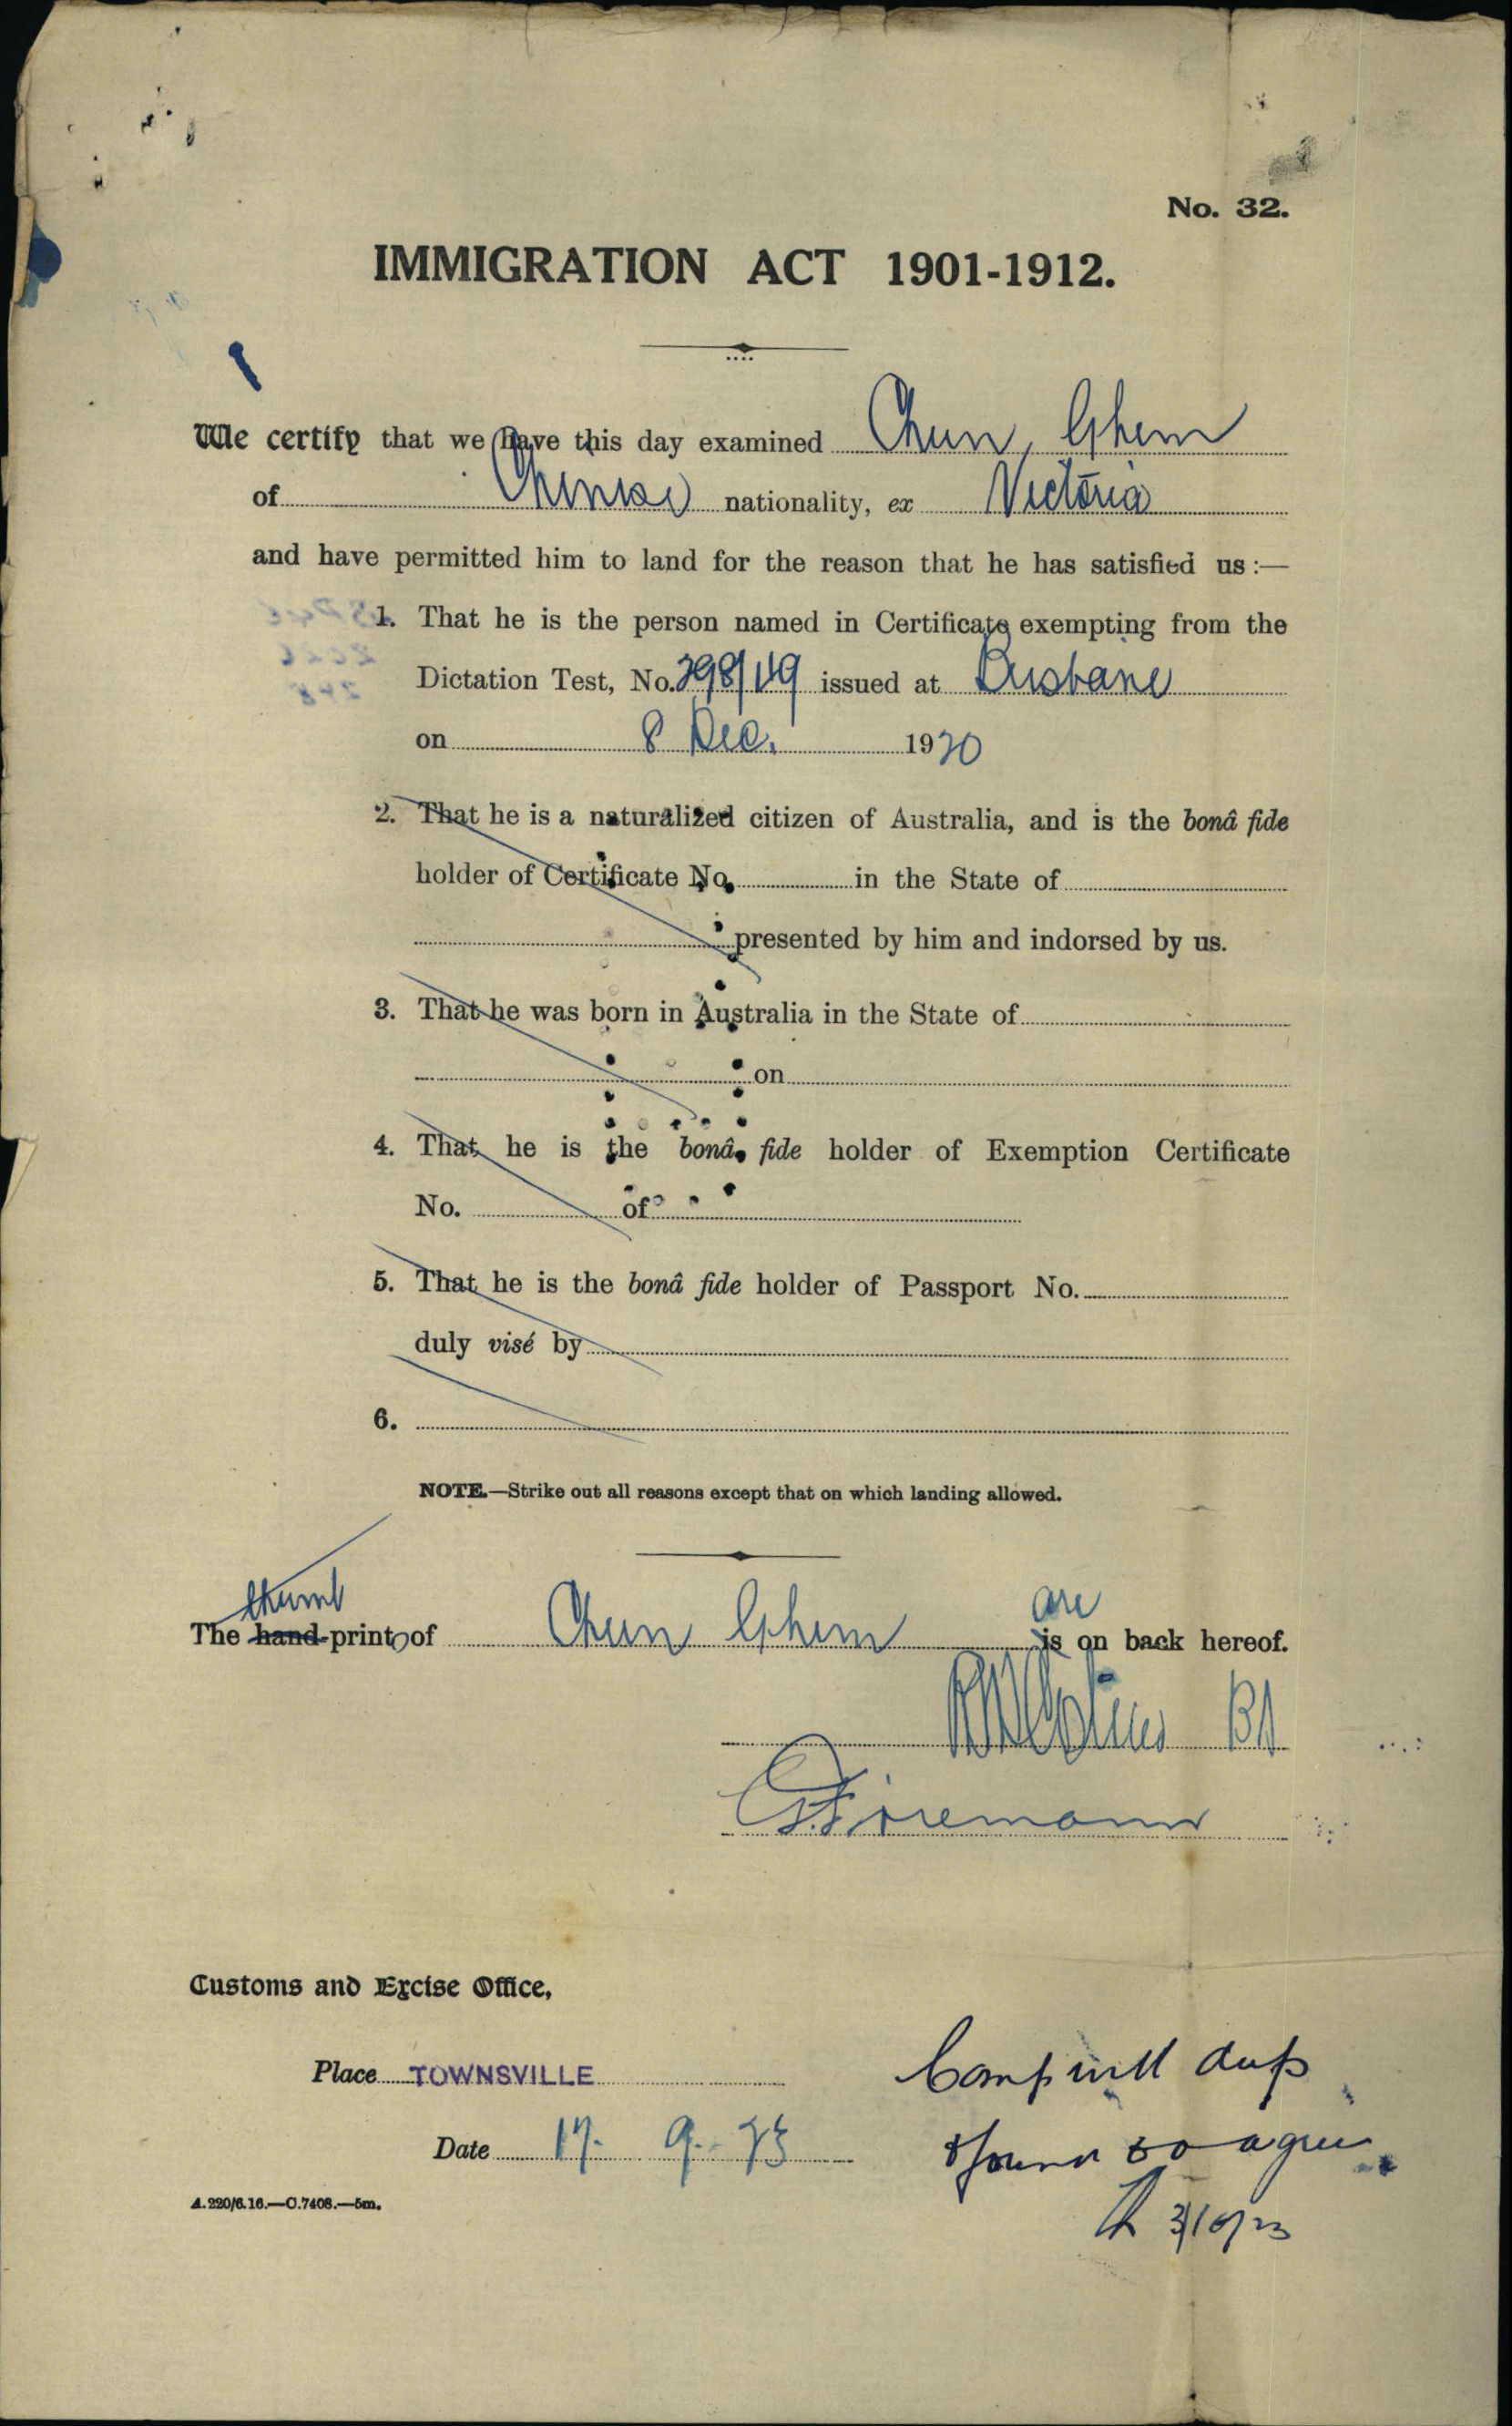 No. 32.
IMMIGRATION ACT 1901-1912.
We certify that we have this day examined Chun Ghem
of Chinese nationality, ex Victoria
and have permitted him to land for the reason that he has satisfied us:—
1. That he is the person named in Certificate exempting from the
Dictation Test, No. 298/119 issued at Brisbane
on 8 Dec. 1920
2. That he is a naturalized citizen of Australia, and is the bonâ fide
holder of Certificate No. in the State of
presented by him and indorsed by us.
3. That he was born in Australia in the State of
on
4. That he is the bonâ fide holder of Exemption Certificate
No. of
5. That he is the bonâ fide holder of Passport No.
duly visé by
6.
NOTE.—Strike out all reasons except that on which landing allowed.
thumb are
The hand-print of Chun Ghem is on back hereof.
Customs and Excise Office,
Place TOWNSVILLE
Date 17. 9. 23
Comp with dup
& found to agree
3/10/23
A.220/6.16.—C.7408.—5m.